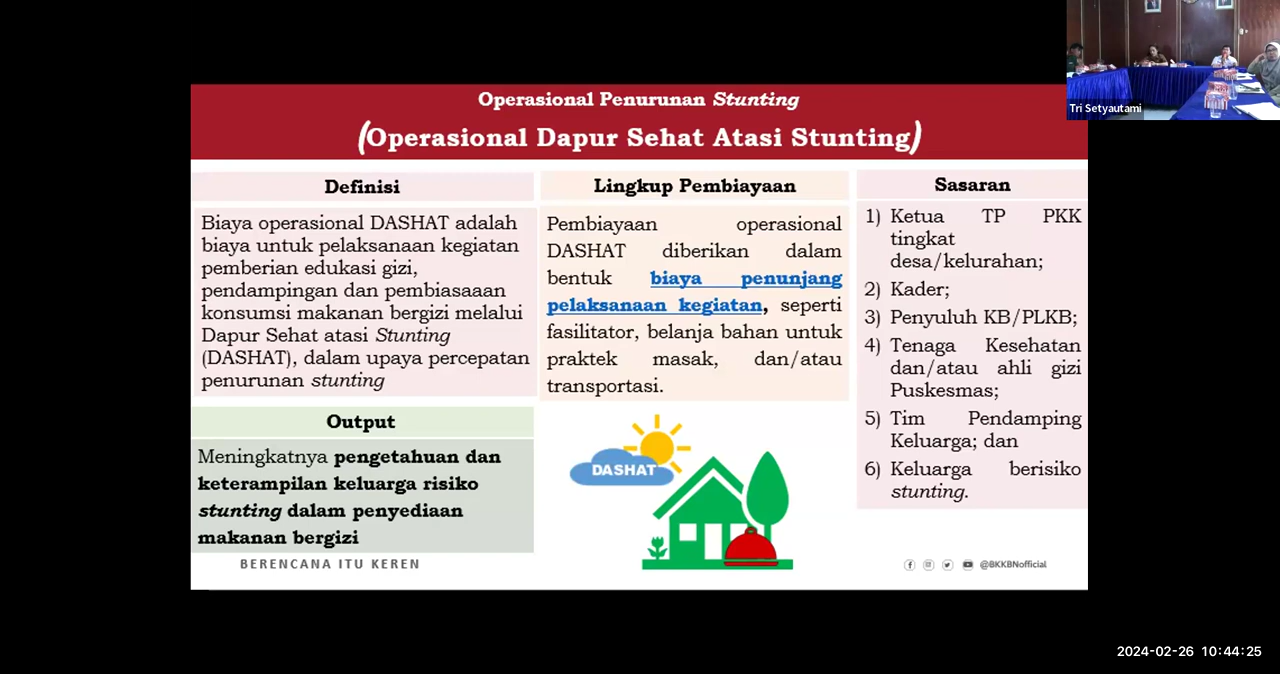 Operasional Penurunan Stunting
(Operasional Dapur Sehat Atasi Stunting)
Definisi
Biaya operasional DASHAT adalah
biaya untuk pelaksanaan kegiatan
pemberian edukasi gizi,
pendampingan dan pembiasaaan
konsumsi makanan bergizi melalui
Dapur Sehat atasi Stunting
(DASHAT), dalam upaya percepatan
penurunan stunting
Output
Meningkatnya pengetahuan dan
keterampilan keluarga risiko
stunting dalam penyediaan
makanan bergizi
Lingkup Pembiayaan
Pembiayaan operasional
DASHAT diberikan dalam
bentuk biaya penunjang
pelaksanaan kegiatan, seperti
fasilitator, belanja bahan untuk
praktek masak, dan/atau
transportasi.
DASHAT
Sasaran
1) Ketua TP PKK
tingkat
desa/kelurahan;
2) Kader;
3) Penyuluh KB/PLKB;
4) Tenaga Kesehatan
dan/atau ahli gizi
Puskesmas;
5) Tim Pendamping
Keluarga; dan
6) Keluarga berisiko
stunting.
BERENCANA ITU KEREN
@BKKBNofficial
Tri Setyautami
2024-02-26 10:44:25